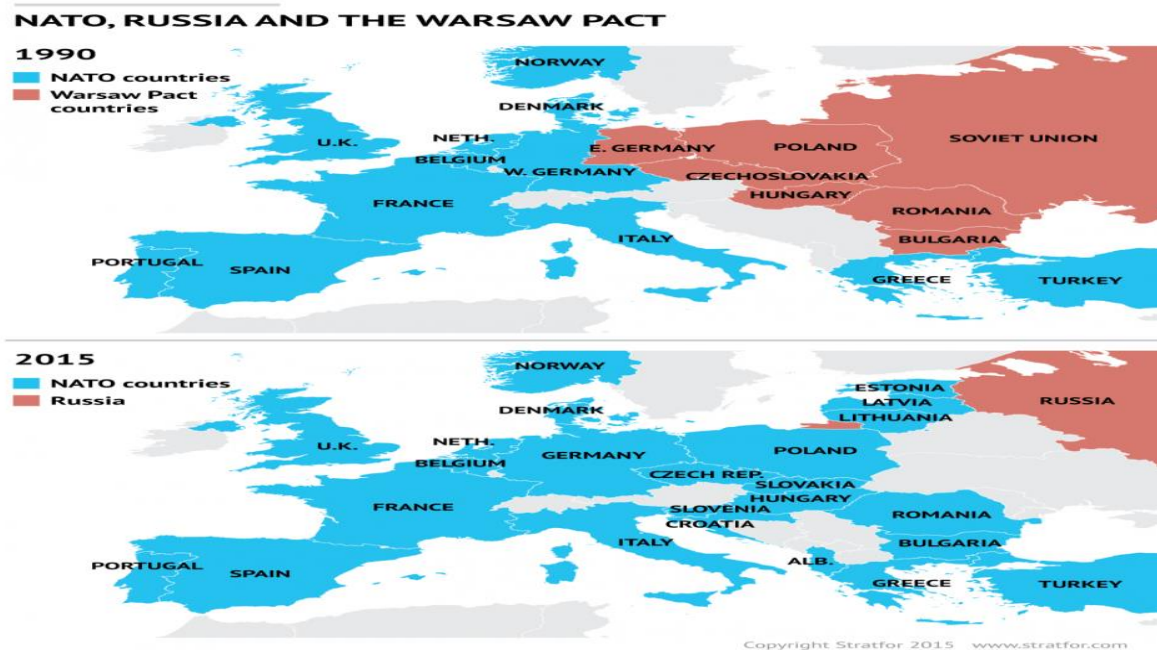 NATO, RUSSIA AND THE WARSAW PACT
1990
NATO countries
Warsaw Pact
countries
NORWAY
DENMARK
NETH.
U.K.
BELGIUM
E. GERMANY
POLAND
SOVIET UNION
W. GERMANY
CZECHOSLOVAKIA
HUNGARY
FRANCE
ROMANIA
ITALY
BULGARIA
PORTUGAL
SPAIN
GREECE
TURKEY
2015
NATO countries
Russia
NORWAY
ESTONIA
LATVIA
RUSSIA
DENMARK
LITHUANIA
NETH.
U.K.
BELGIUM
GERMANY
POLAND
CZECH REP.
SLOVAKIA
HUNGARY
FRANCE
SLOVENIA
CROATIA
ROMANIA
ITALY
BULGARIA
ALB.
PORTUGAL
SPAIN
GREECE
TURKEY
Copyright Stratfor 2015 www.stratfor.com